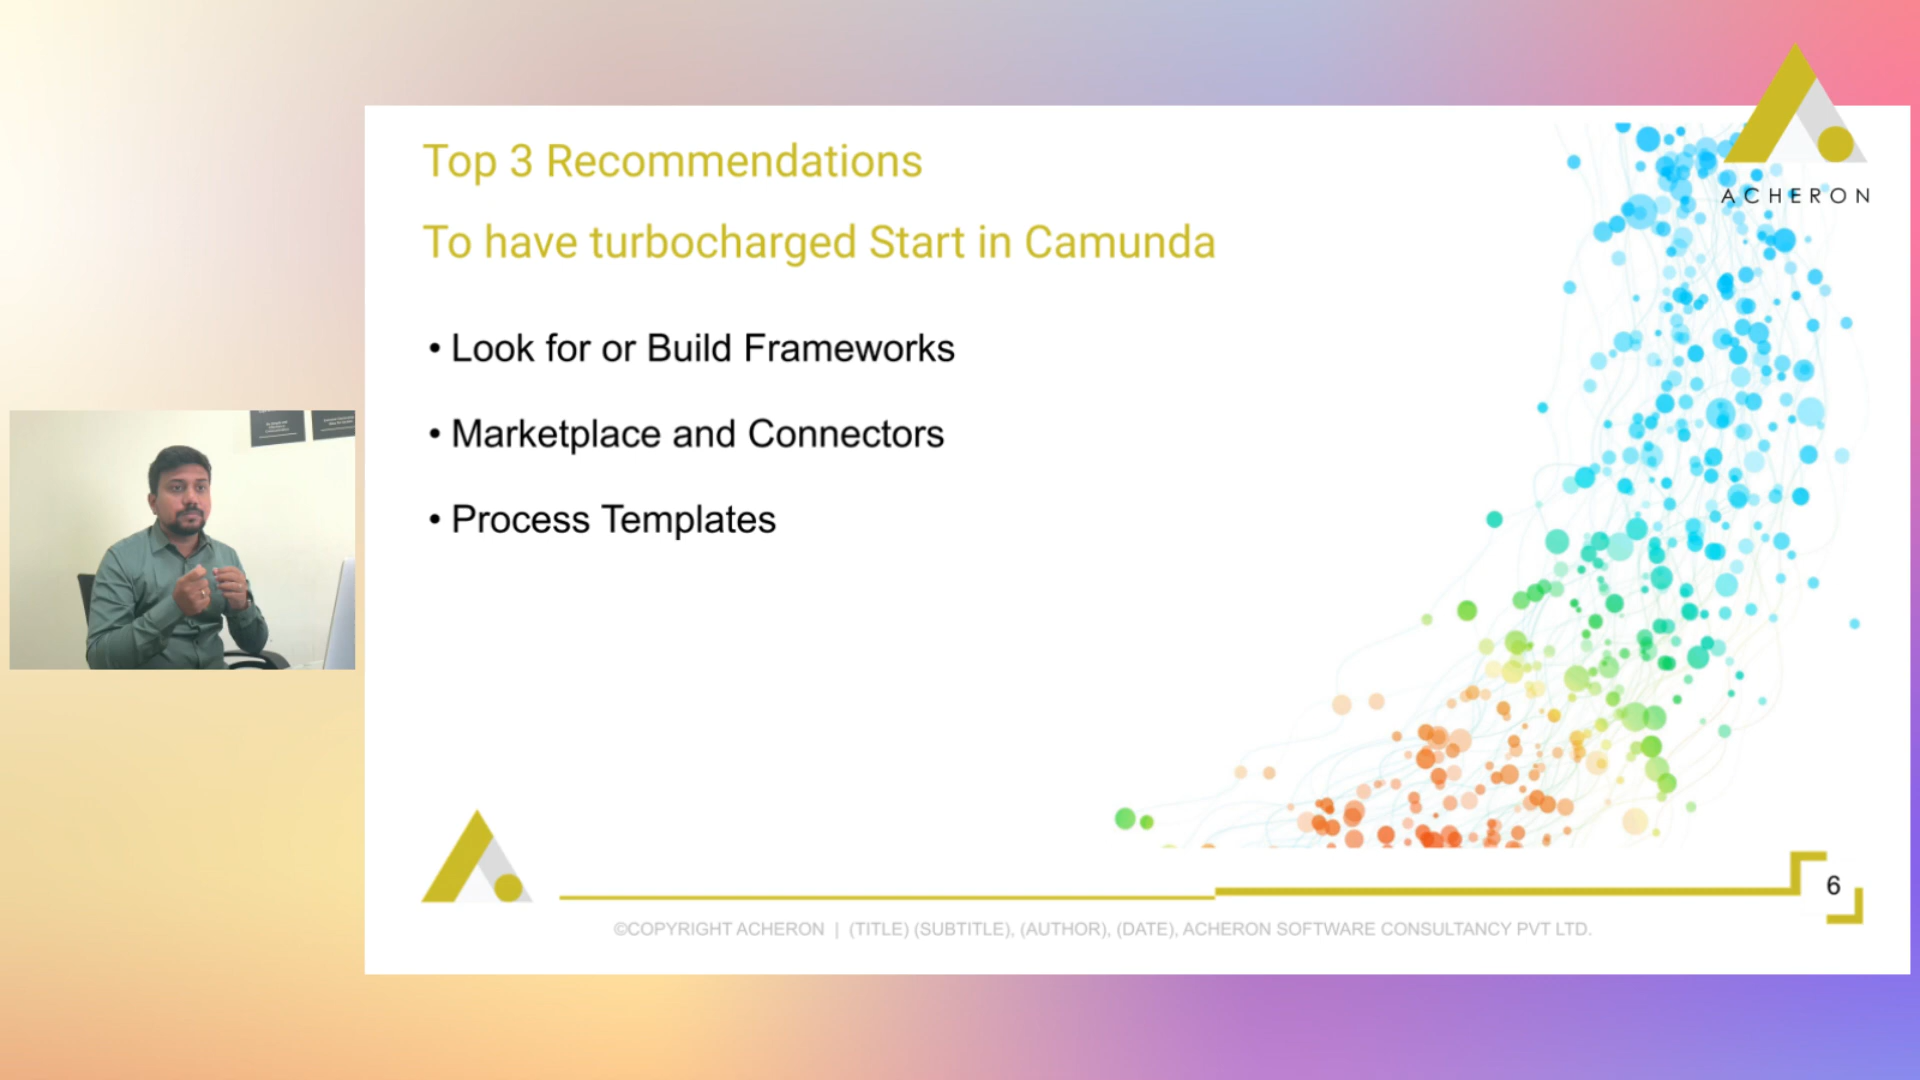 ACHERON
Top 3 Recommendations
To have turbocharged Start in Camunda
• Look for or Build Frameworks
• Marketplace and Connectors
• Process Templates
6
©COPYRIGHT ACHERON | (TITLE) (SUBTITLE), (AUTHOR), (DATE), ACHERON SOFTWARE CONSULTANCY PVT LTD.